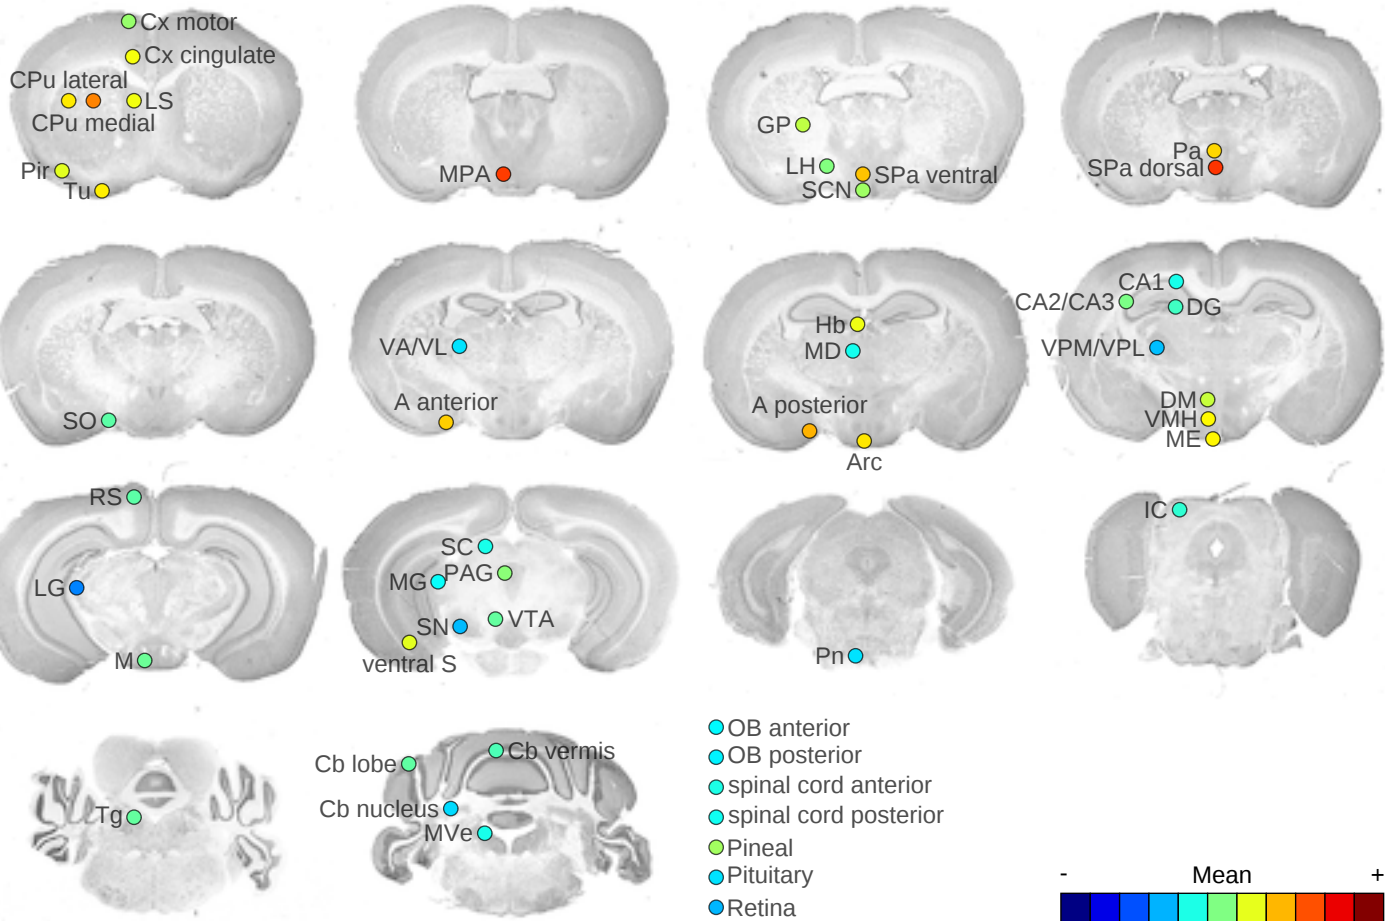 Cx motor
Cx cingulate
CPu lateral
LS
CPu medial
Pir
Tu
MPA
GP
LH
SPa ventral
SCN
Pa
SPa dorsal
SO
VA/VL
A anterior
Hb
MD
A posterior
Arc
CA1
CA2/CA3
DG
VPM/VPL
DM
VMH
ME
RS
LG
M
SC
PAG
MG
VTA
SN
ventral S
Pn
IC
Tg
Cb vermis
Cb lobe
Cb nucleus
MVe
OB anterior
OB posterior
spinal cord anterior
spinal cord posterior
Pineal
Pituitary
Retina
- Mean +